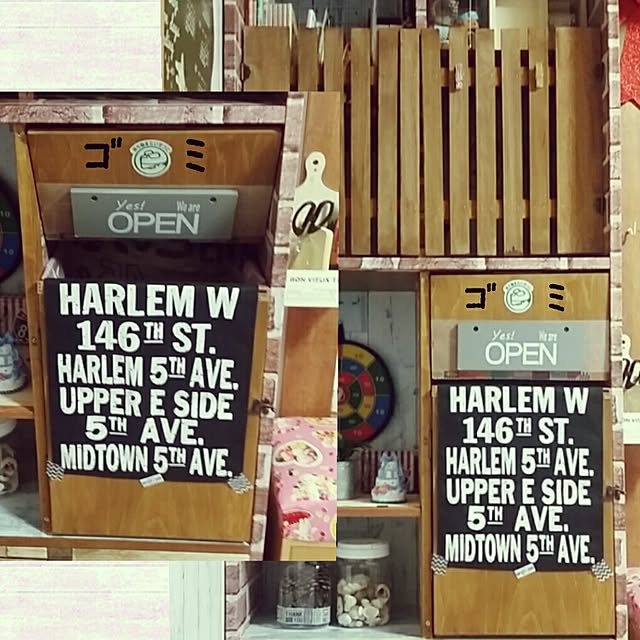 ゴ ミ
Yes! We are
OPEN
HARLEM W
146TH ST.
HARLEM 5TH AVE.
UPPER E SIDE
5TH AVE.
MIDTOWN 5TH AVE.
BON VIEUX T
ゴ ミ
Yes! We are
OPEN
HARLEM W
146TH ST.
HARLEM 5TH AVE.
UPPER E SIDE
5TH AVE.
MIDTOWN 5TH AVE.